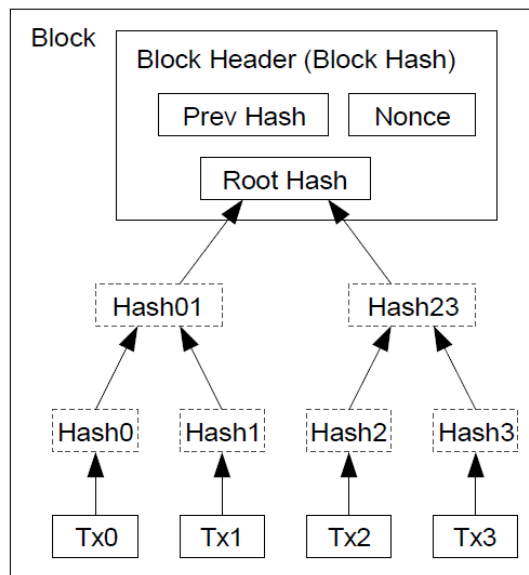 Block
Block Header (Block Hash)
Prev Hash Nonce
Root Hash
Hash01 Hash23
Hash0 Hash1 Hash2 Hash3
Tx0 Tx1 Tx2 Tx3